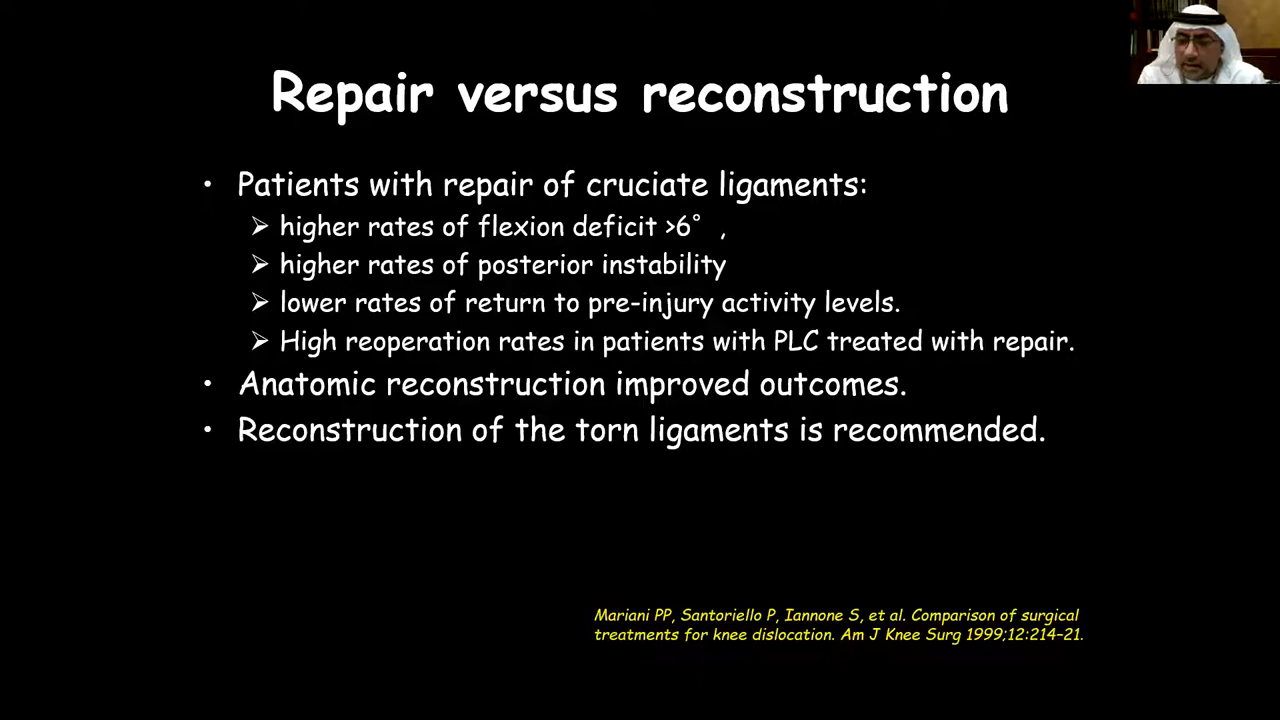 Repair versus reconstruction
• Patients with repair of cruciate ligaments:
➢ higher rates of flexion deficit >6° ,
➢ higher rates of posterior instability
➢ lower rates of return to pre-injury activity levels.
➢ High reoperation rates in patients with PLC treated with repair.
• Anatomic reconstruction improved outcomes.
• Reconstruction of the torn ligaments is recommended.
Mariani PP, Santoriello P, Iannone S, et al. Comparison of surgical
treatments for knee dislocation. Am J Knee Surg 1999;12:214–21.